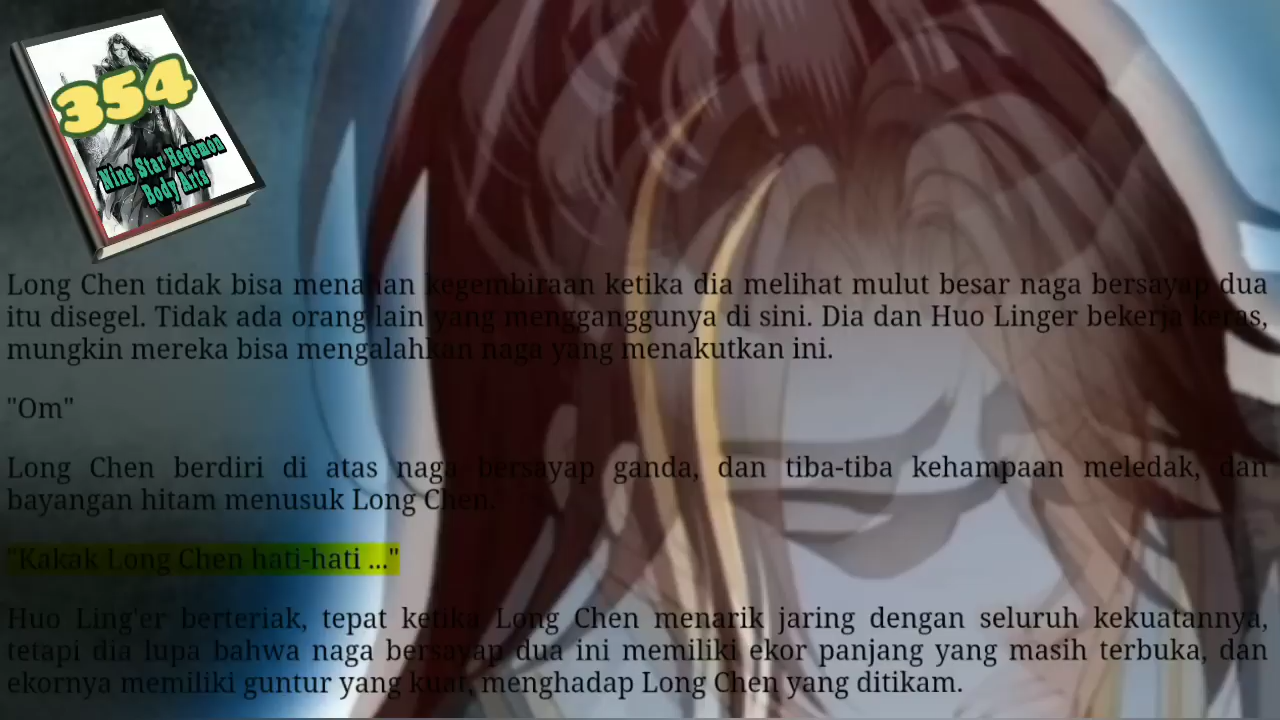 354
Nine Star Hegemon
Body Arts
Long Chen tidak bisa menahan kegembiraan ketika dia melihat mulut besar naga bersayap dua
itu disegel. Tidak ada orang lain yang mengganggunya di sini. Dia dan Huo Linger bekerja keras,
mungkin mereka bisa mengalahkan naga yang menakutkan ini.
"Om"
Long Chen berdiri di atas naga bersayap ganda, dan tiba-tiba kehampaan meledak, dan
bayangan hitam menusuk Long Chen.
"Kakak Long Chen hati-hati ..."
Huo Ling'er berteriak, tepat ketika Long Chen menarik jaring dengan seluruh kekuatannya,
tetapi dia lupa bahwa naga bersayap dua ini memiliki ekor panjang yang masih terbuka, dan
ekornya memiliki guntur yang kuat, menghadap Long Chen yang ditikam.